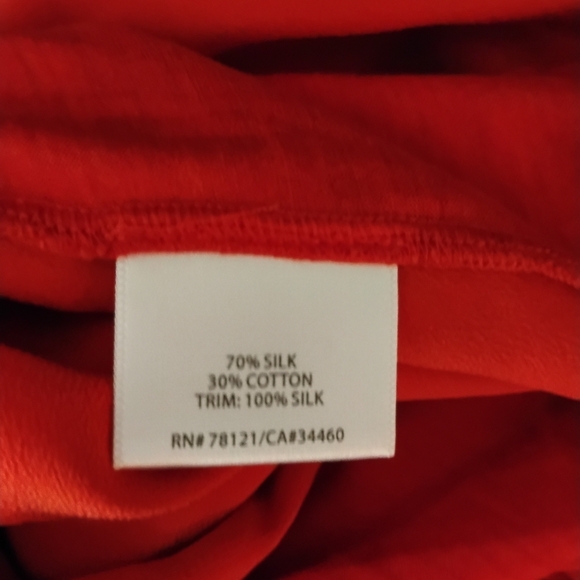 70% SILK
30% COTTON
TRIM: 100% SILK
RN# 78121/CA#34460